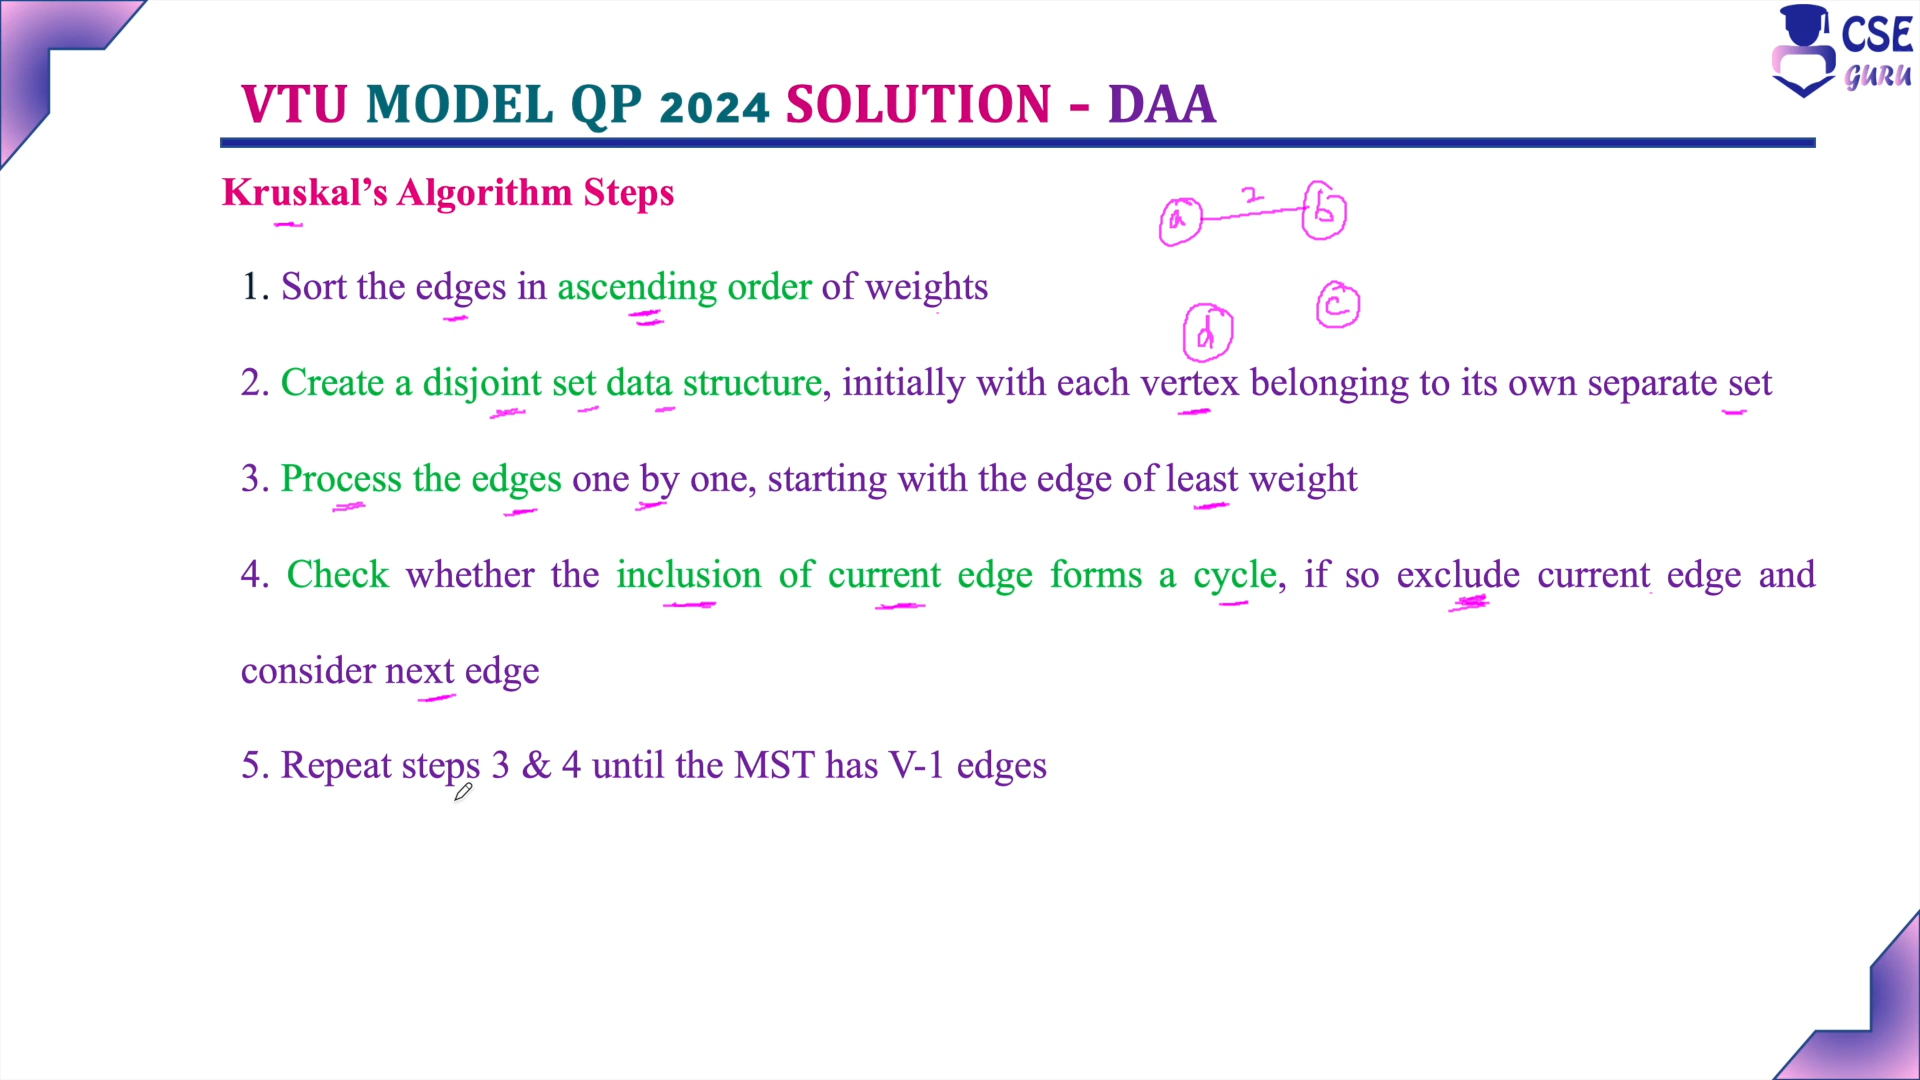 CSE
GURU
VTU MODEL QP 2024 SOLUTION - DAA
Kruskal’s Algorithm Steps
a 2 b
1. Sort the edges in ascending order of weights
c
d
2. Create a disjoint set data structure, initially with each vertex belonging to its own separate set
3. Process the edges one by one, starting with the edge of least weight
4. Check whether the inclusion of current edge forms a cycle, if so exclude current edge and
consider next edge
5. Repeat steps 3 & 4 until the MST has V-1 edges